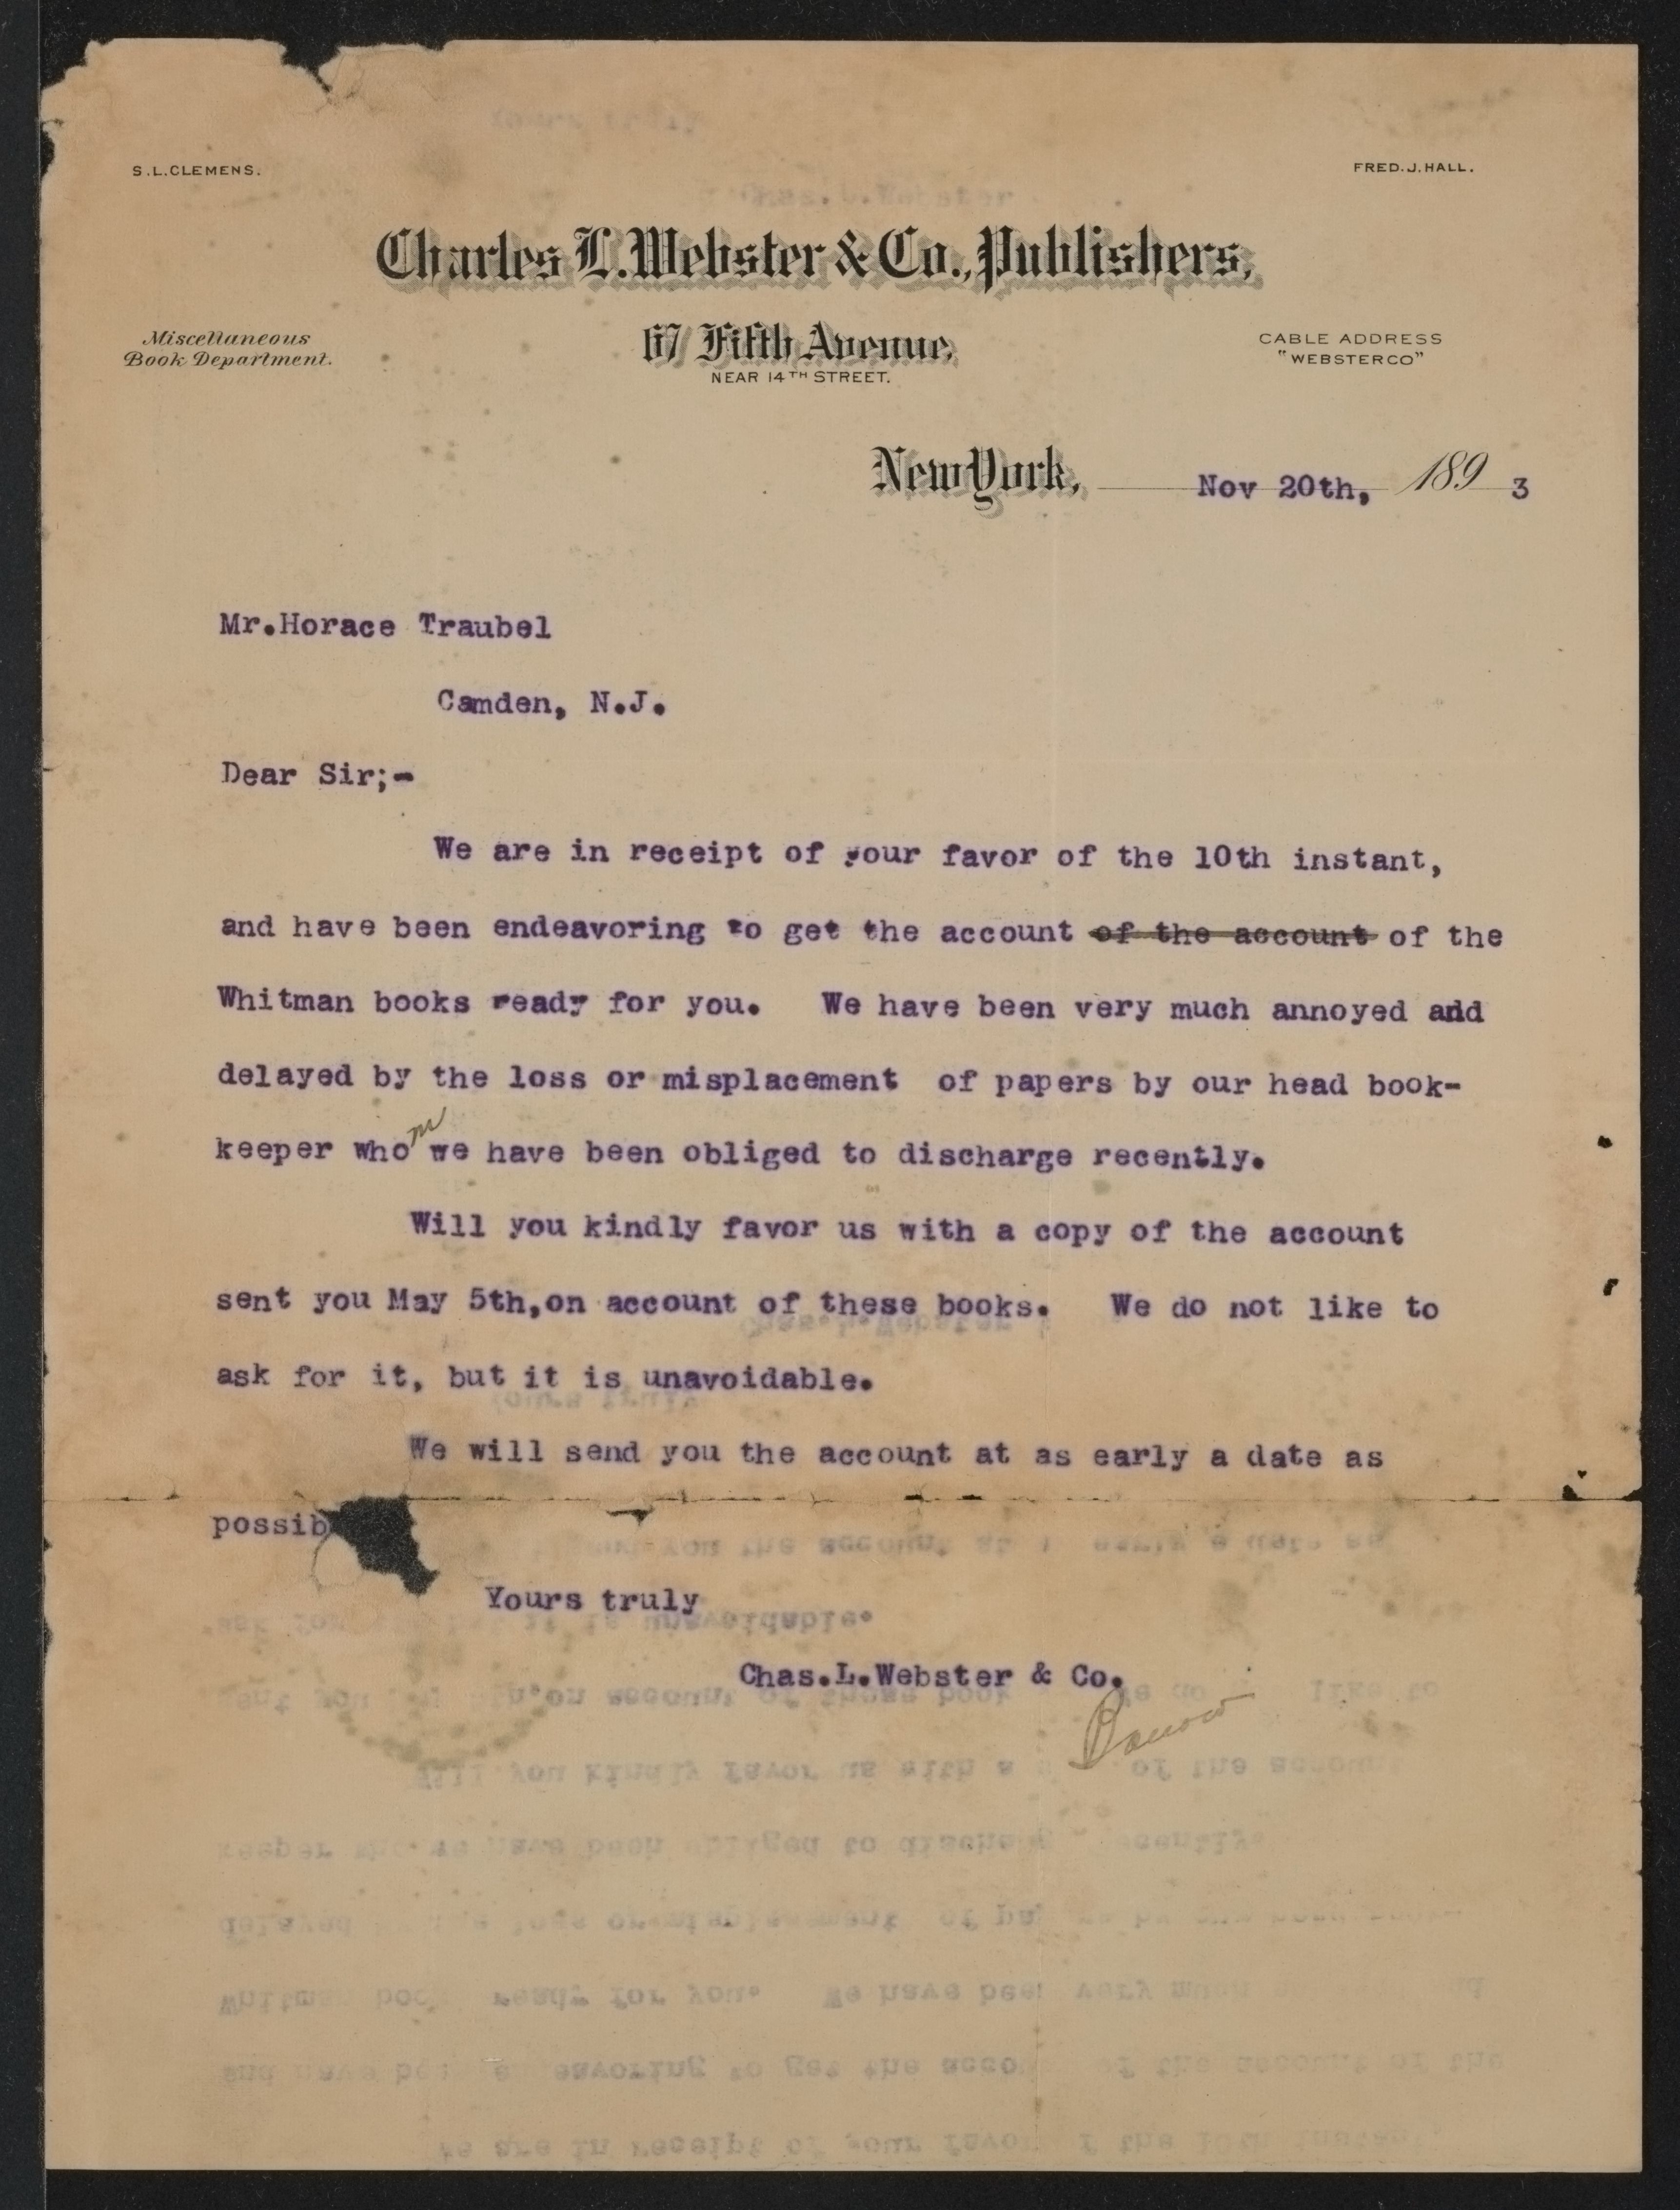 S.L.CLEMENS.
FRED.J.HALL.
Charles L.Webster & Co., Publishers,
Miscellaneous
Book Department.
67 Fifth Avenue,
NEAR 14TH STREET.
CABLE ADDRESS
"WEBSTERCO"
New York, Nov 20th, 1893
Mr.Horace Traubel
Camden, N.J.
Dear Sir;-
We are in receipt of your favor of the 10th instant,
and have been endeavoring to get the account of the account of the
Whitman books ready for you. We have been very much annoyed and
delayed by the loss or misplacement of papers by our head book-
keeper whom we have been obliged to discharge recently.
Will you kindly favor us with a copy of the account
sent you May 5th,on account of these books. We do not like to
ask for it, but it is unavoidable.
We will send you the account at as early a date as
possib
Yours truly
Chas.L.Webster & Co.